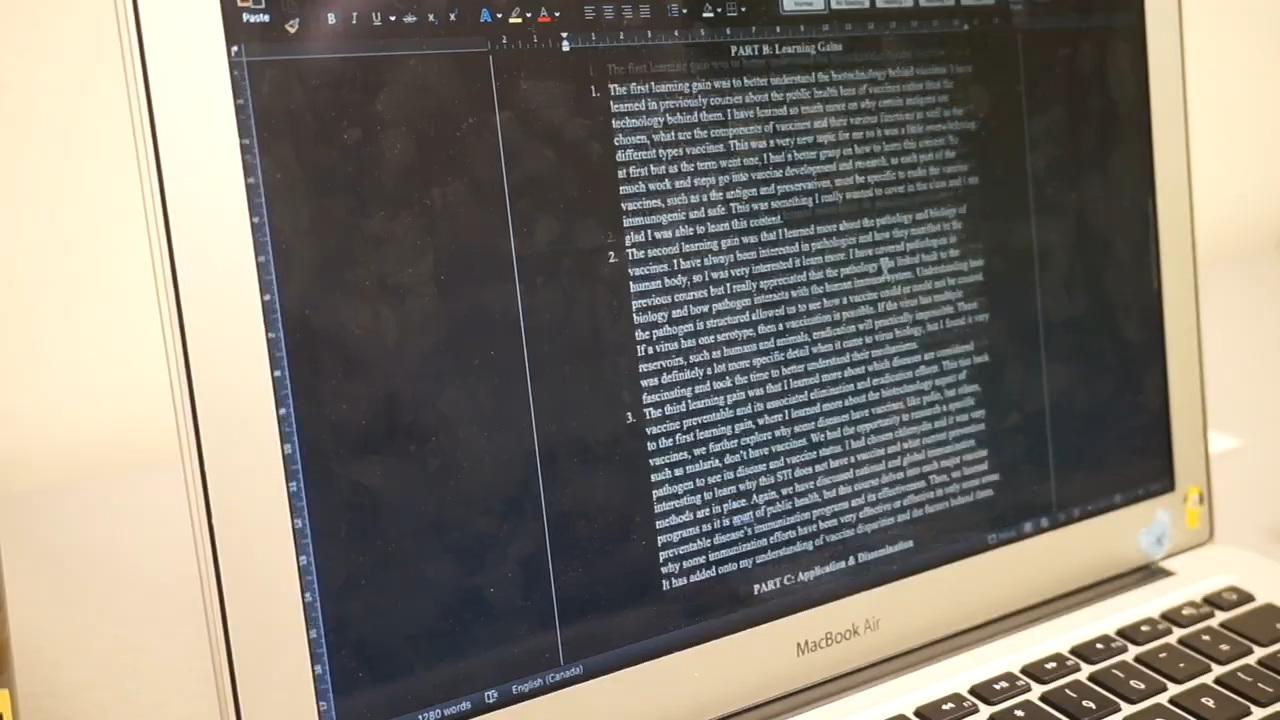 Paste
B I U
PART B: Learning Gains
1. The first learning gain was to
1. The first learning gain was to better understand the biotechnology behind vaccines. I have
learned in previously courses about the public health lens of vaccines rather than the
technology behind them. I have learned so much more on why certain antigens are
chosen, what are the components of vaccines and their varied functions as well as the
different types vaccines. This was a very new topic for me so it was a little overwhelming
at first but as the term went one, I had a better grasp on how to learn this content. So
much work and steps go into vaccine development and research, to each part of the
vaccines, such as a the antigen and preservatives, must be specific to make the vaccine
immunogenic and safe. This was something I really wanted to cover in the class and I am
glad I was able to learn this content.
2.
2. The second learning gain was that I learned more about the pathology and biology of
vaccines. I have always been interested in pathologies and how they manifest in the
human body, so I was very interested it learn more. I have covered pathologies in
previous courses but I really appreciated that the pathology limited built to the
biology and how pathogen interacts with the human immune system. Understanding how
the pathogen is structured allowed us to see how a vaccine could or would not be made.
If a virus has one serotype, then a vaccination is possible. If the virus has multiple
reservoirs, such as humans and animals, eradication will practically impossible. There
was definitely a lot more specific detail when it came to virus biology, but I found it very
fascinating and took the time to better understand their mechanisms.
3. The third learning gain was that I learned more about which diseases are considered
vaccine preventable and its associated elimination and eradication efforts. This ties back
to the first learning gain, where I learned more about the biotechnology aspect of
vaccines, we further explore why some diseases have vaccines, like polio, but others,
such as malaria, don't have vaccines. We had the opportunity to research a specific
pathogen to see its disease and vaccine status. I had chosen chlamydia and it was very
interesting to learn why this STI does not have a vaccine and what control prevention
methods are in place. Again, we have discussed national and global immunization
programs as it is apart of public health, but this course delves into each major vaccine
preventable disease's immunization programs and its effectiveness. Then, we learned
why some immunization efforts have been very effective or effective in only some areas.
It has added onto my understanding of vaccine disparities and the factors behind them.
PART C: Application & Dissemination
1280 words English (Canada)
MacBook Air